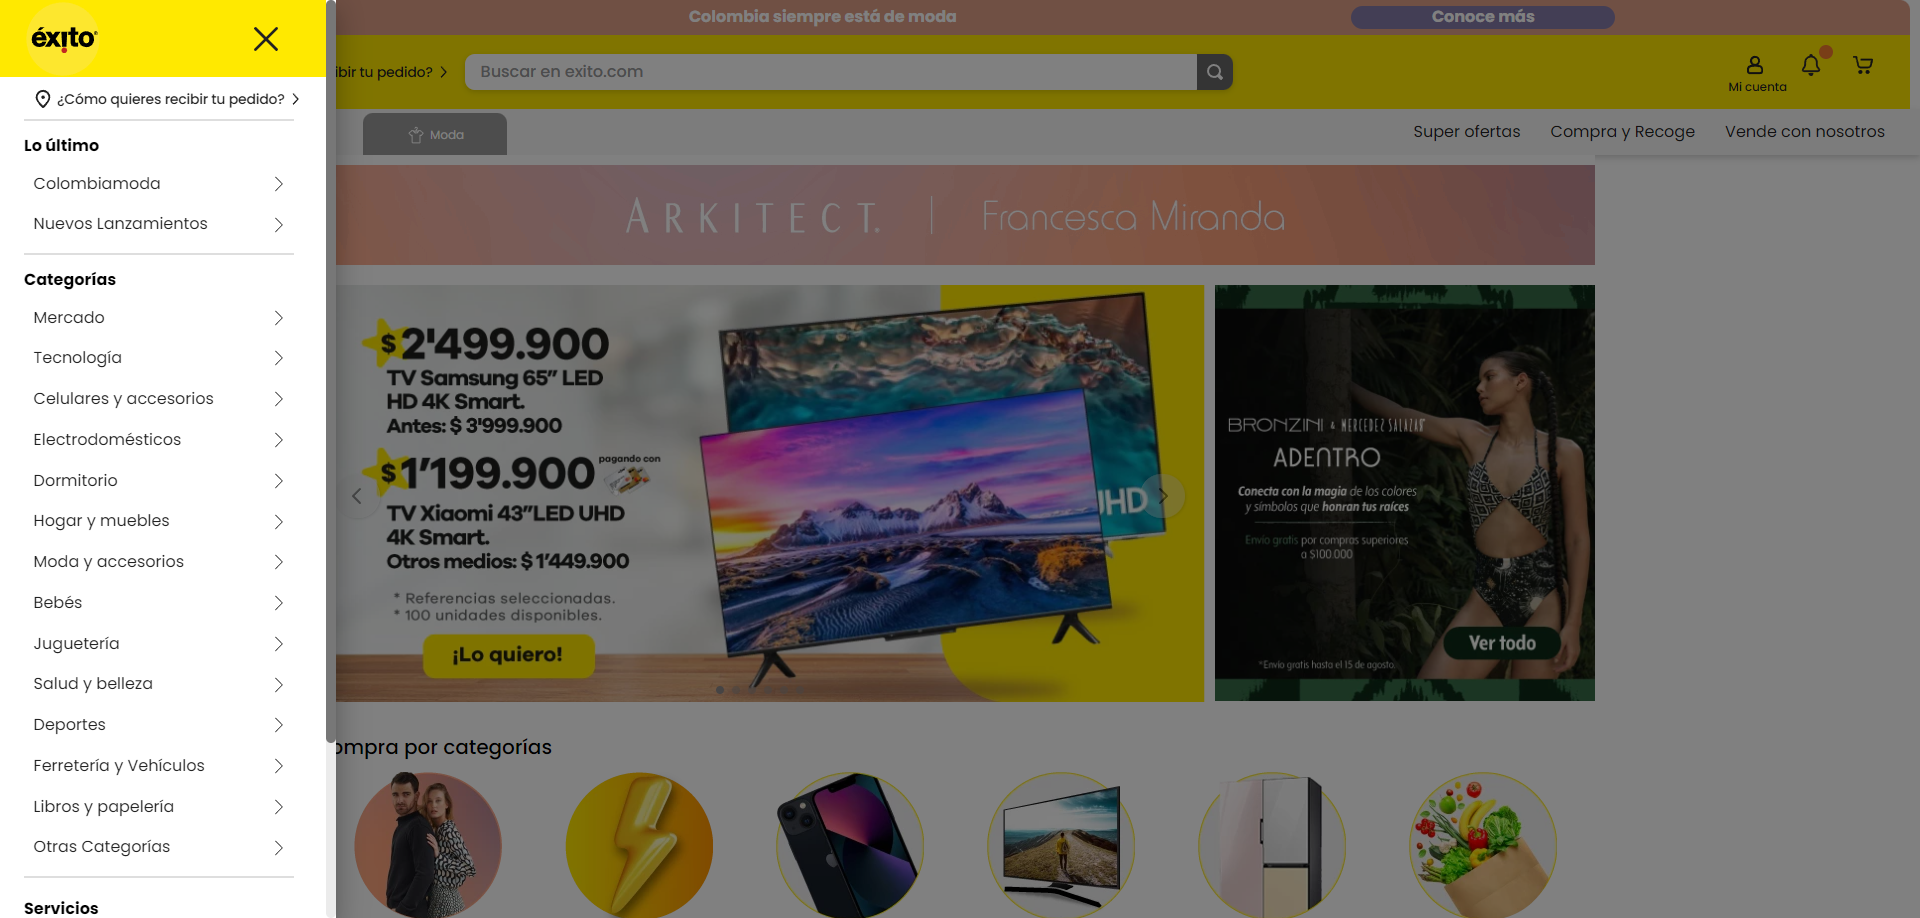 éxito
¿Cómo quieres recibir tu pedido?
Lo último
Colombiamoda
Nuevos Lanzamientos
Categorías
Mercado
Tecnología
Celulares y accesorios
Electrodomésticos
Dormitorio
Hogar y muebles
Moda y accesorios
Bebés
Juguetería
Salud y belleza
Deportes
Ferretería y Vehículos
Libros y papelería
Otras Categorías
Servicios
Colombia siempre está de moda
Conoce más
ibir tu pedido?
Buscar en exito.com
Mi cuenta
Moda
Super ofertas
Compra y Recoge
Vende con nosotros
ARKITECT. | Francesca Miranda
$2'499.900
TV Samsung 65" LED
HD 4K Smart.
Antes: $ 3'999.900
$1'199.900
pagando con
TV Xiaomi 43"LED UHD
4K Smart.
Otros medios: $ 1'449.900
* Referencias seleccionadas.
* 100 unidades disponibles.
¡Lo quiero!
UHD
BRONZINI & MERCEDEZ SALAZAR
ADENTRO
Conecta con la magia de los colores
y símbolos que honran tus raíces
Envío gratis por compras superiores
a $100.000
Ver todo
*Envío gratis hasta el 15 de agosto.
ompra por categorías